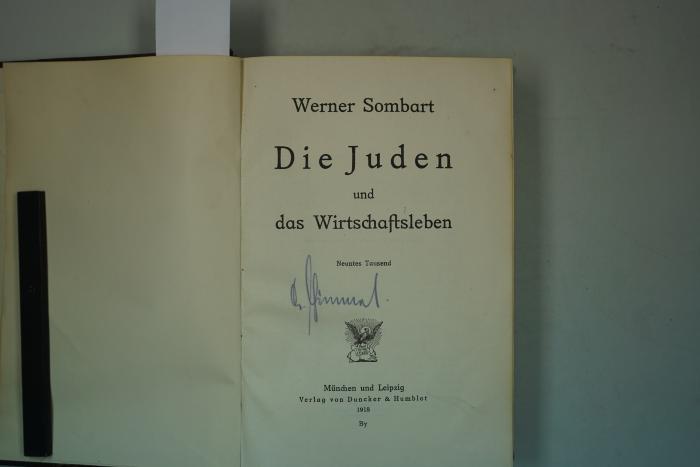 Werner Sombart
Die Juden
und
das Wirtschaftsleben
Neuntes Tausend
München und Leipzig
Verlag von Duncker & Humblot
1918
By